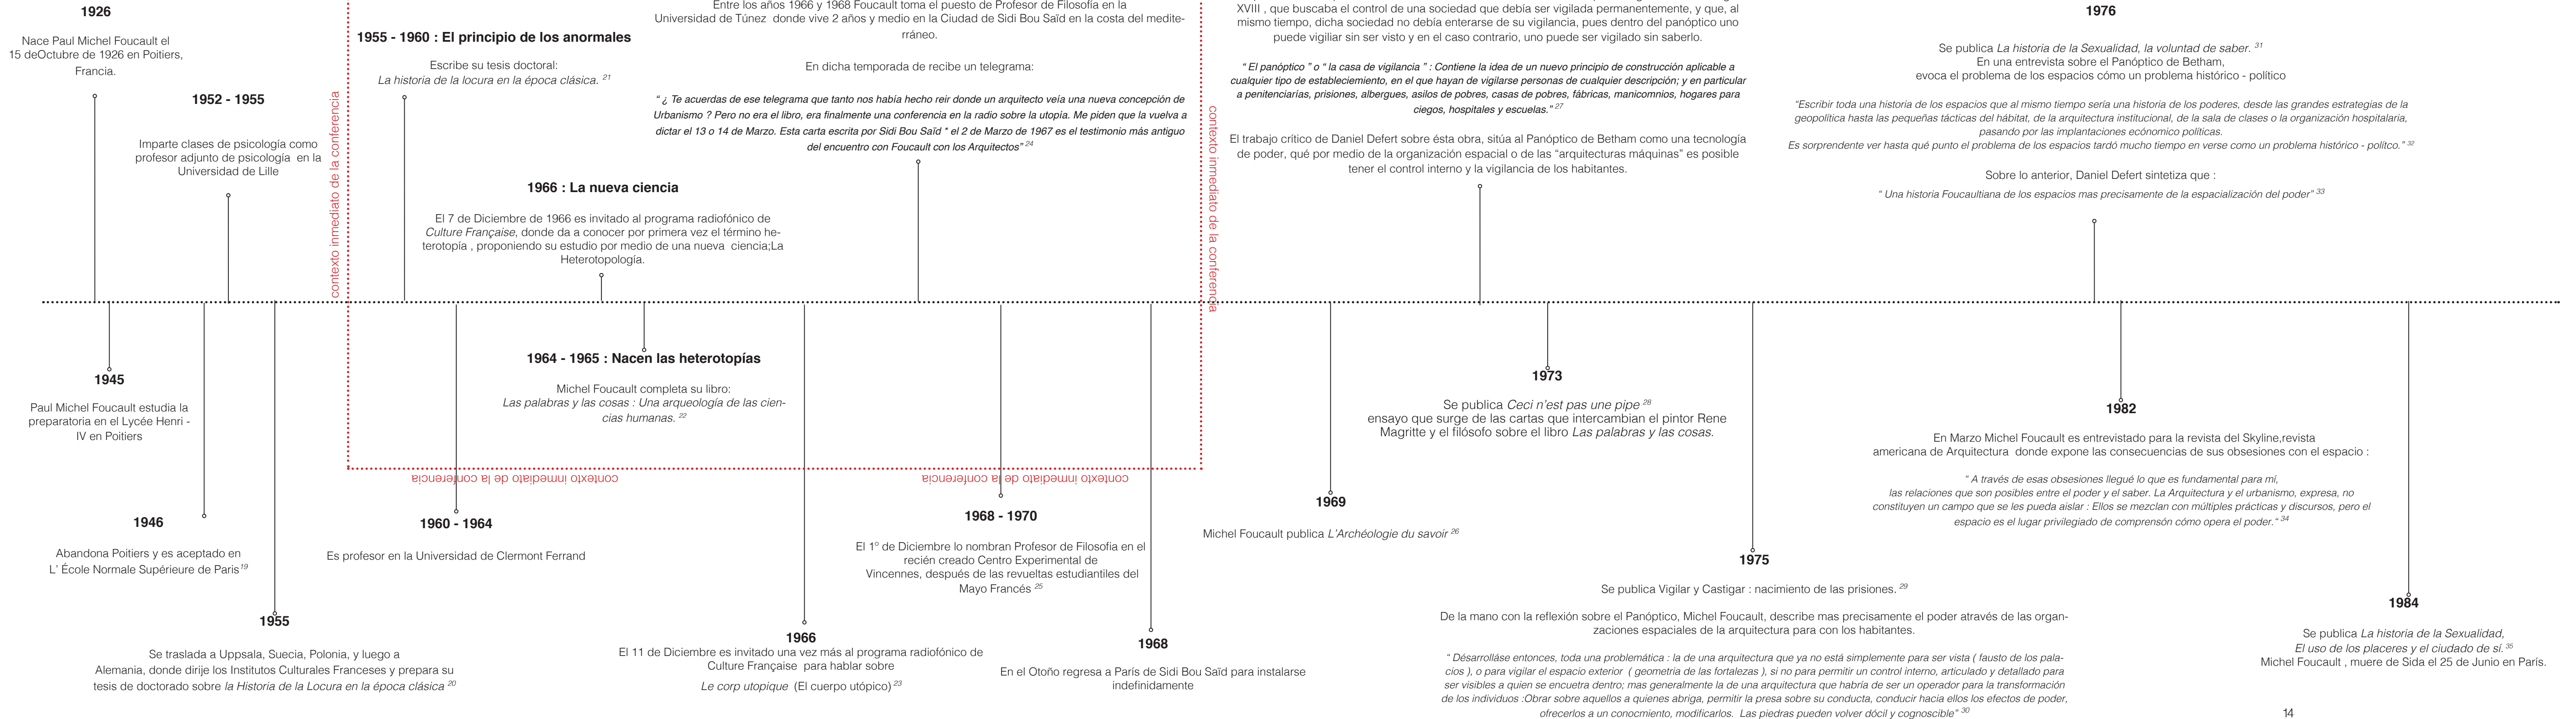 1926
Nace Paul Michel Foucault el
15 deOctubre de 1926 en Poitiers,
Francia.
1952 - 1955
Imparte clases de psicología como
profesor adjunto de psicología en la
Universidad de Lille
contexto inmediato de la conferencia
1955 - 1960 : El principio de los anormales
Escribe su tesis doctoral:
La historia de la locura en la época clásica. 21
Entre los años 1966 y 1968 Foucault toma el puesto de Profesor de Filosofía en la
Universidad de Túnez donde vive 2 años y medio en la Ciudad de Sidi Bou Saïd en la costa del medite-
rráneo.
En dicha temporada de recibe un telegrama:
“ ¿ Te acuerdas de ese telegrama que tanto nos había hecho reir donde un arquitecto veía una nueva concepción de
Urbanismo ? Pero no era el libro, era finalmente una conferencia en la radio sobre la utopía. Me piden que la vuelva a
dictar el 13 o 14 de Marzo. Esta carta escrita por Sidi Bou Saïd * el 2 de Marzo de 1967 es el testimonio más antiguo
del encuentro con Foucault con los Arquitectos” 24
1966 : La nueva ciencia
El 7 de Diciembre de 1966 es invitado al programa radiofónico de
Culture Française, donde da a conocer por primera vez el término he-
terotopía , proponiendo su estudio por medio de una nueva ciencia;La
Heterotopología.
contexto inmediato de la conferencia
XVIII , que buscaba el control de una sociedad que debía ser vigilada permanentemente, y que, al
mismo tiempo, dicha sociedad no debía enterarse de su vigilancia, pues dentro del panóptico uno
puede vigiliar sin ser visto y en el caso contrario, uno puede ser vigilado sin saberlo.
“ El panóptico ” o “ la casa de vigilancia ” : Contiene la idea de un nuevo principio de construcción aplicable a
cualquier tipo de estableciemiento, en el que hayan de vigilarse personas de cualquier descripción; y en particular
a penitenciarías, prisiones, albergues, asilos de pobres, casas de pobres, fábricas, manicomnios, hogares para
ciegos, hospitales y escuelas.” 27
El trabajo crítico de Daniel Defert sobre ésta obra, sitúa al Panóptico de Betham como una tecnología
de poder, qué por medio de la organización espacial o de las “arquitecturas máquinas” es posible
tener el control interno y la vigilancia de los habitantes.
1976
Se publica La historia de la Sexualidad, la voluntad de saber. 31
En una entrevista sobre el Panóptico de Betham,
evoca el problema de los espacios cómo un problema histórico - político
“Escribir toda una historia de los espacios que al mismo tiempo sería una historia de los poderes, desde las grandes estrategias de la
geopolítica hasta las pequeñas tácticas del hábitat, de la arquitectura institucional, de la sala de clases o la organización hospitalaria,
pasando por las implantaciones ecónomico políticas.
Es sorprendente ver hasta qué punto el problema de los espacios tardó mucho tiempo en verse como un problema histórico - polítco.” 32
Sobre lo anterior, Daniel Defert sintetiza que :
“ Una historia Foucaultiana de los espacios mas precisamente de la espacialización del poder” 33
1945
Paul Michel Foucault estudia la
preparatoria en el Lycée Henri -
IV en Poitiers
1946
Abandona Poitiers y es aceptado en
L’ École Normale Supérieure de Paris19
1955
Se traslada a Uppsala, Suecia, Polonia, y luego a
Alemania, donde dirije los Institutos Culturales Franceses y prepara su
tesis de doctorado sobre la Historia de la Locura en la época clásica 20
1964 - 1965 : Nacen las heterotopías
Michel Foucault completa su libro:
Las palabras y las cosas : Una arqueología de las cien-
cias humanas. 22
contexto inmediato de la conferencia
contexto inmediato de la conferencia
1960 - 1964
Es profesor en la Universidad de Clermont Ferrand
1966
El 11 de Diciembre es invitado una vez más al programa radiofónico de
Culture Française para hablar sobre
Le corp utopique (El cuerpo utópico) 23
1968 - 1970
El 1º de Diciembre lo nombran Profesor de Filosofia en el
recién creado Centro Experimental de
Vincennes, después de las revueltas estudiantiles del
Mayo Francés 25
1968
En el Otoño regresa a París de Sidi Bou Saïd para instalarse
indefinidamente
1969
Michel Foucault publica L’Archéologie du savoir 26
1973
Se publica Ceci n’est pas une pipe 28
ensayo que surge de las cartas que intercambian el pintor Rene
Magritte y el filósofo sobre el libro Las palabras y las cosas.
1975
Se publica Vigilar y Castigar : nacimiento de las prisiones. 29
De la mano con la reflexión sobre el Panóptico, Michel Foucault, describe mas precisamente el poder através de las organ-
zaciones espaciales de la arquitectura para con los habitantes.
“ Désarrolláse entonces, toda una problemática : la de una arquitectura que ya no está simplemente para ser vista ( fausto de los pala-
cios ), o para vigilar el espacio exterior ( geometria de las fortalezas ), si no para permitir un control interno, articulado y detallado para
ser visibles a quien se encuentra dentro; mas generalmente la de una arquitectura que habría de ser un operador para la transformación
de los individuos :Obrar sobre aquellos a quienes abriga, permitir la presa sobre su conducta, conducir hacia ellos los efectos de poder,
ofrecerlos a un conocmiento, modificarlos. Las piedras pueden volver dócil y cognoscible” 30
1982
En Marzo Michel Foucault es entrevistado para la revista del Skyline,revista
americana de Arquitectura donde expone las consecuencias de sus obsesiones con el espacio :
“ A través de esas obsesiones llegué lo que es fundamental para mí,
las relaciones que son posibles entre el poder y el saber. La Arquitectura y el urbanismo, expresa, no
constituyen un campo que se les pueda aislar : Ellos se mezclan con múltiples prácticas y discursos, pero el
espacio es el lugar privilegiado de comprensón cómo opera el poder.“ 34
1984
Se publica La historia de la Sexualidad,
El uso de los placeres y el ciudado de sí. 35
Michel Foucault , muere de Sida el 25 de Junio en París.
14